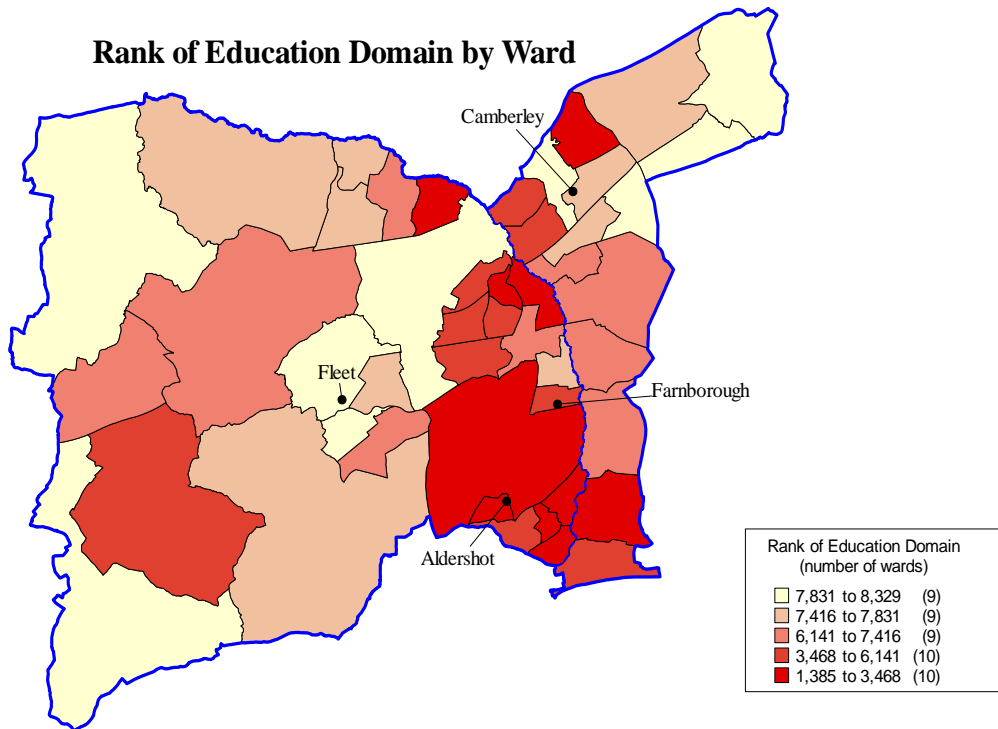 Rank of Education Domain by Ward
Camberley
Fleet
Farnborough
Aldershot
Rank of Education Domain
(number of wards)
7,831 to 8,329 (9)
7,416 to 7,831 (9)
6,141 to 7,416 (9)
3,468 to 6,141 (10)
1,385 to 3,468 (10)